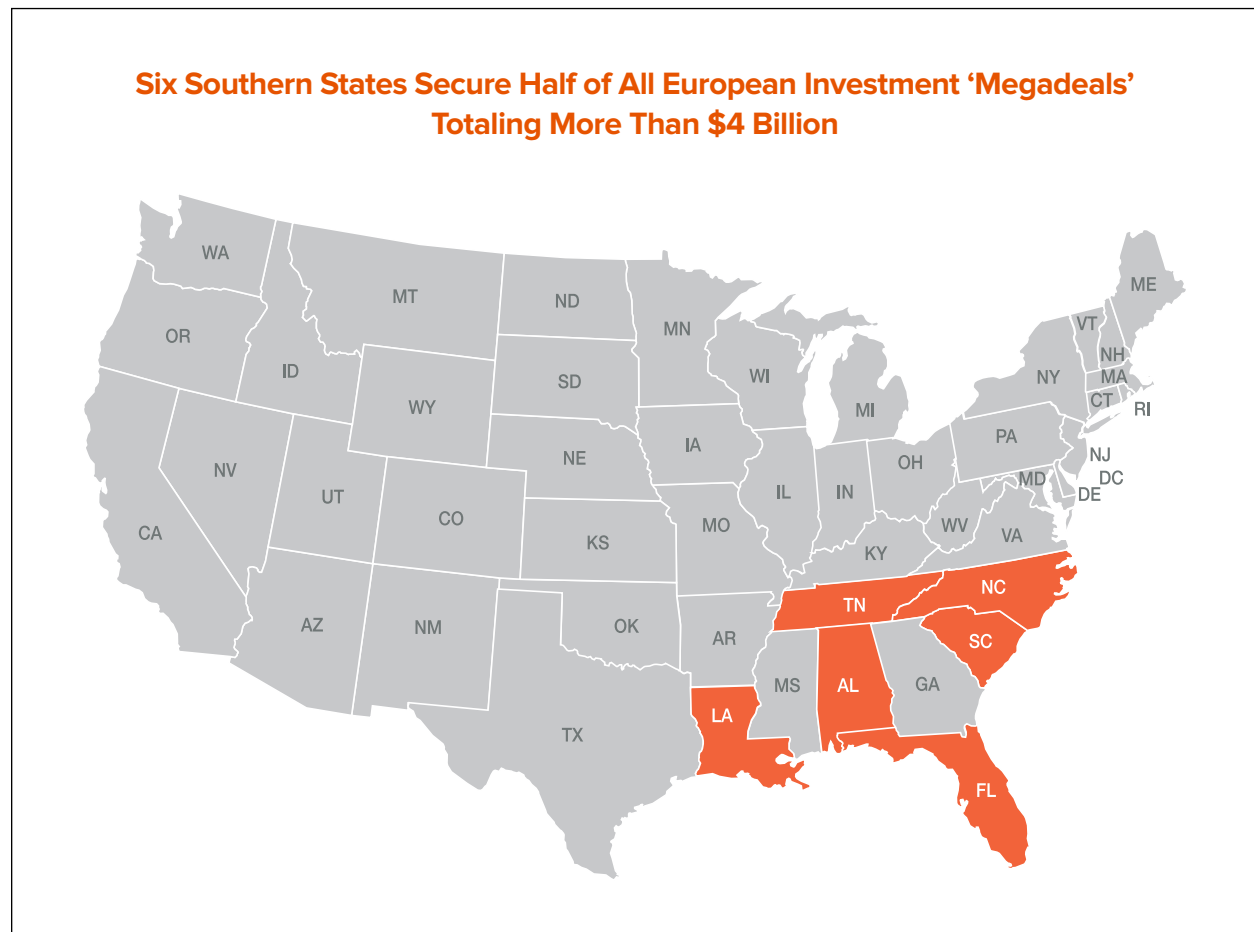 Six Southern States Secure Half of All European Investment ‘Megadeals’
Totaling More Than $4 Billion
WA
MT
ND
MN
ME
OR
ID
SD
WI
MI
NY
VT
NH
MA
CT
RI
WY
IA
NE
PA
NJ
NV
UT
CO
IL
IN
OH
MD
DC
DE
CA
KS
MO
KY
WV
VA
AZ
NM
OK
AR
TN
NC
SC
TX
LA
MS
AL
GA
FL